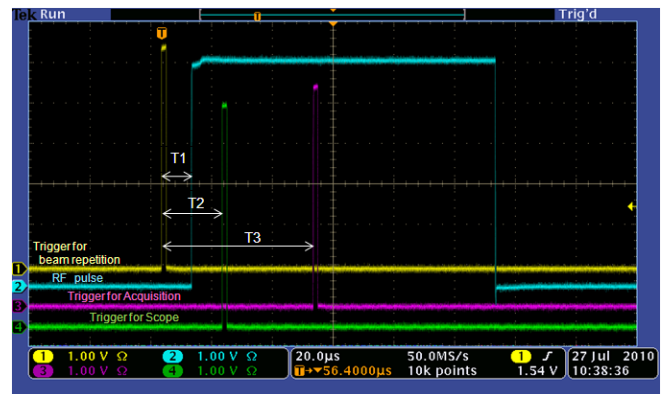 Tek Run Trig'd
T
T
T1
T2
T3
Trigger for
beam repetition
1
RF pulse
2
Trigger for Acquisition
3
Trigger for Scope
4
1 1.00 V Ω 2 1.00 V Ω 20.0µs 50.0MS/s 1 1.54 V 27 Jul 2010
3 1.00 V Ω 4 1.00 V Ω T→▼56.4000µs 10k points 10:38:36